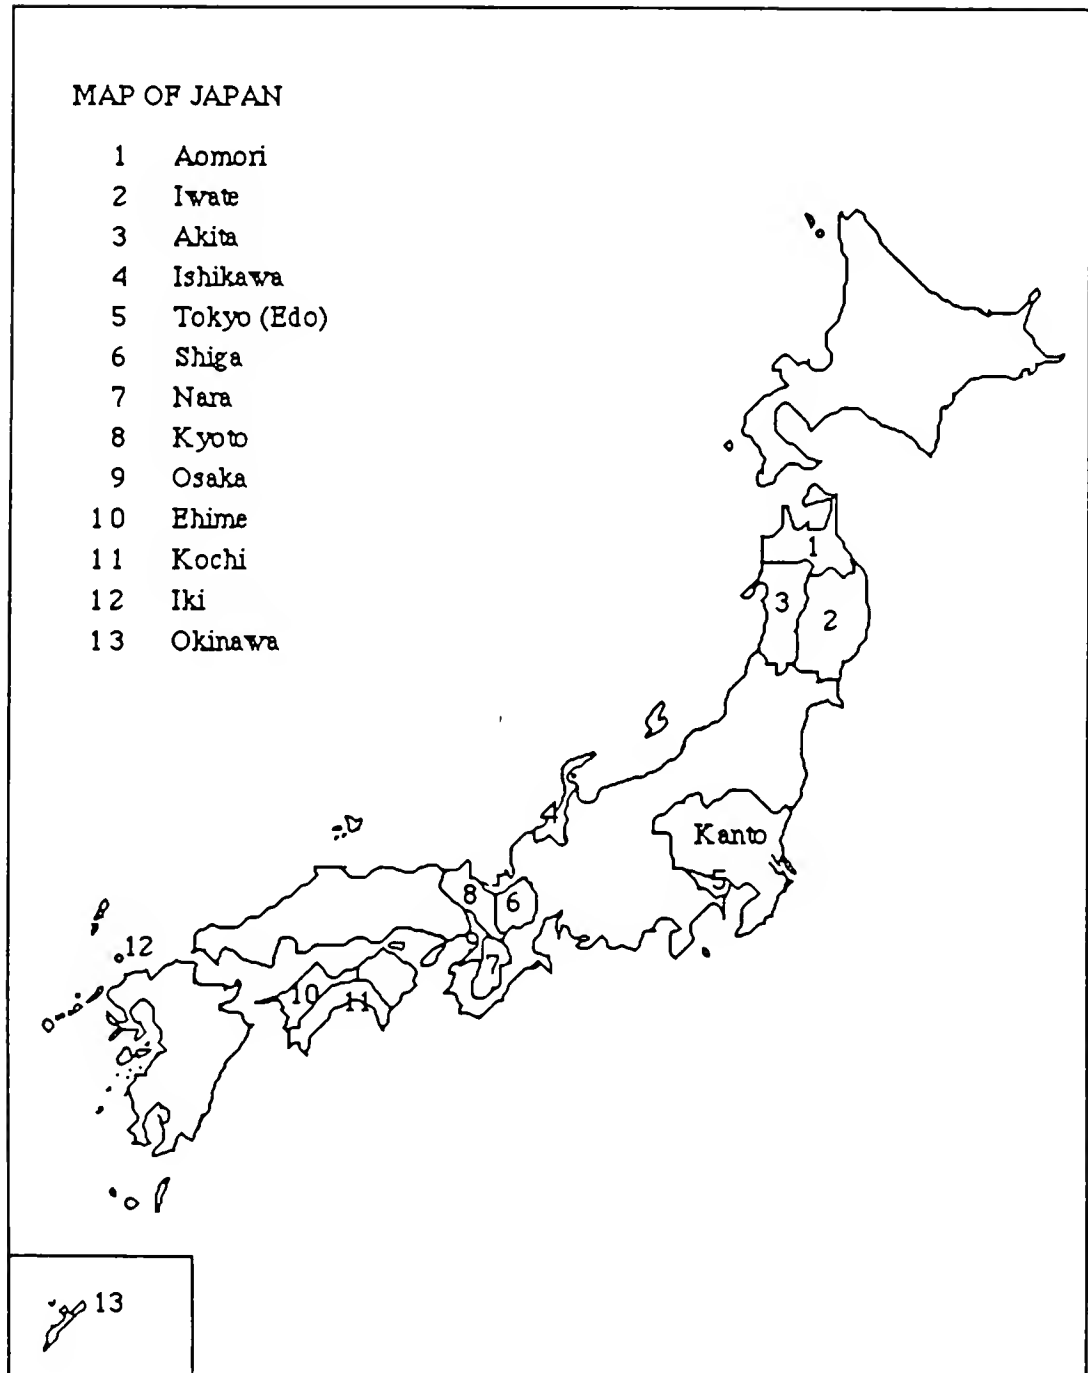 MAP OF JAPAN
1 Aomori
2 Iwate
3 Akita
4 Ishikawa
5 Tokyo (Edo)
6 Shiga
7 Nara
8 Kyoto
9 Osaka
10 Ehime
11 Kochi
12 Iki
13 Okinawa
1
3
2
4
Kanto
5
8
6
12
7
10
11
13